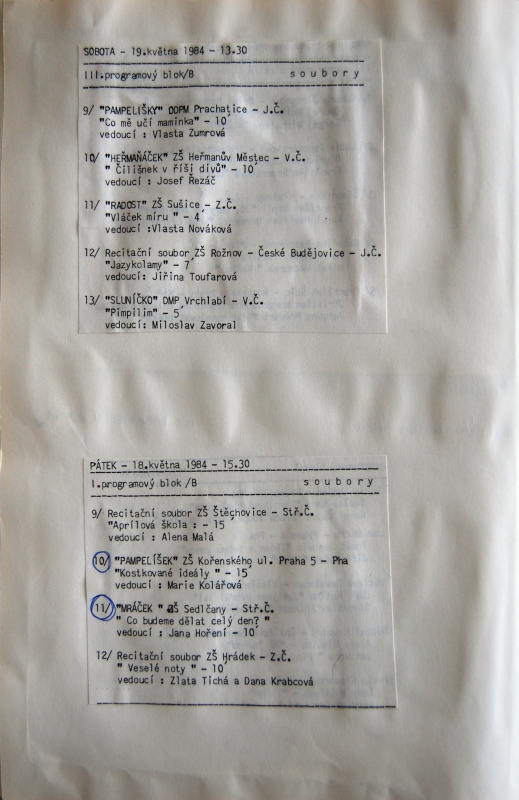 SOBOTA - 19.května 1984 - 13.30
III.programový blok/B soubory
9/ "PAMPELIŠKY" DDPM Prachatice - J.Č.
"Co mě učí maminka" - 10´
vedoucí : Vlasta Zumrová
10/ "HEŘMAŇÁČEK" ZŠ Heřmanův Městec - V.Č.
" Čilišnek v říši divů" - 10´
vedoucí : Josef Řezáč
11/ "RADOST" ZŠ Sušice - Z.Č.
"Vláček míru " - 4´
vedoucí :Vlasta Nováková
12/ Recitační soubor ZŠ Rožnov - České Budějovice - J.Č.
"Jazykolamy" - 7´
vedoucí: Jiřina Toufarová
13/ "SLUNÍČKO" DMP Vrchlabí - V.Č.
"Pimpilim" - 5´
vedoucí: Miloslav Zavoral
PÁTEK - 18.května 1984 - 15.30
I.programový blok /B soubory
9/ Recitační soubor ZŠ Štěchovice - Stř.Č.
"Aprílová škola : - 15´
vedoucí : Alena Malá
10/ "PAMPELÍŠEK" ZŠ Kořenského ul. Praha 5 - Pha
"Kostkované ideály " - 15´
vedoucí : Marie Kolářová
11/ "MRÁČEK " ZŠ Sedlčany - Stř.Č.
" Co budeme dělat celý den? "
vedoucí : Jana Hoření - 10´
12/ Recitační soubor ZŠ Hrádek - Z.Č.
" Veselé noty " - 10´
vedoucí : Zlata Tichá a Dana Krabcová